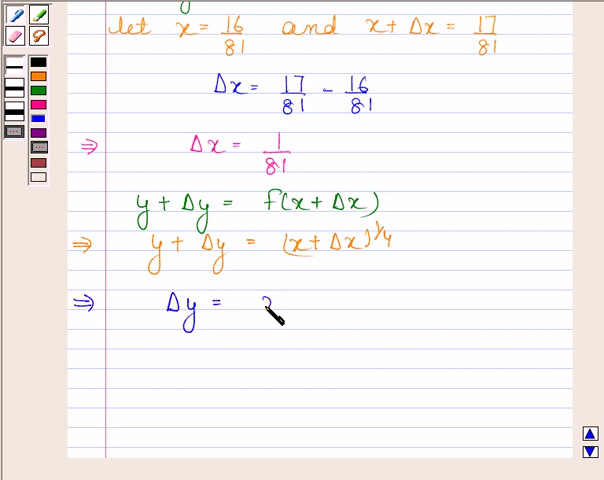 let x = 16/81 and x + Δx = 17/81
Δx = 17/81 - 16/81
⇒ Δx = 1/81
y + Δy = f(x + Δx)
⇒ y + Δy = (x + Δx)^1/4
⇒ Δy =